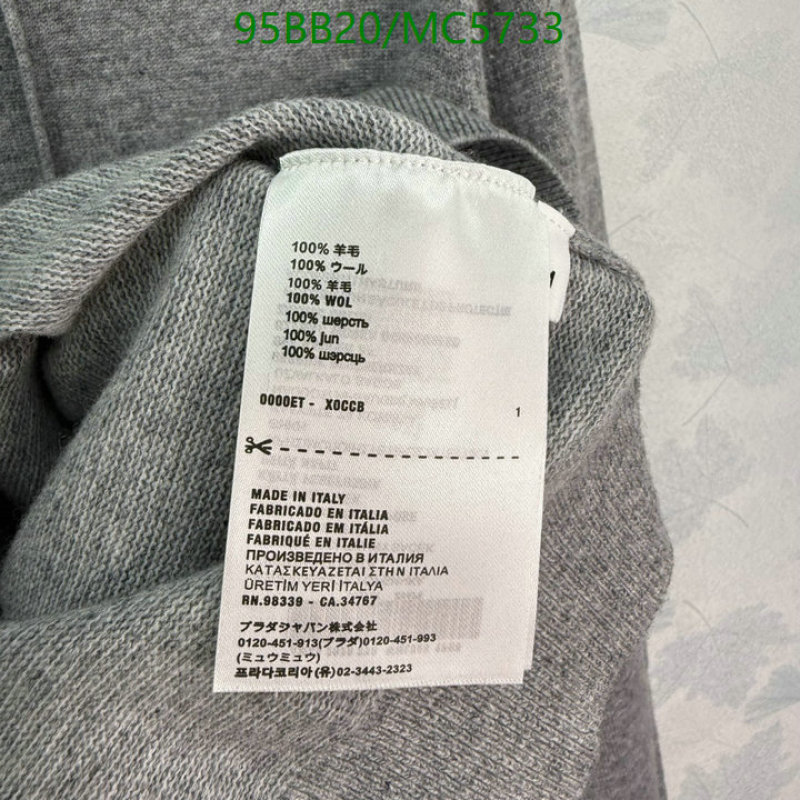 95BB20/MC5733
100% 羊毛
100% ウール
100% 羊毛
100% WOL
100% шерсть
100% jun
100% шэрсць
0000ET - X0CCB
1
MADE IN ITALY
FABRICADO EN ITALIA
FABRICADO EM ITÁLIA
FABRIQUÉ EN ITALIE
ПРОИЗВЕДЕНО В ИТАЛИЯ
ΚΑΤΑΣΚΕΥΑΖΕΤΑΙ ΣΤΗΝ ΙΤΑΛΙΑ
ÜRETİM YERİ İTALYA
RN.98339 - CA.34767
プラダジャパン株式会社
0120-451-913(プラダ)0120-451-993
(ミュウミュウ)
프라다코리아(유)02-3443-2323